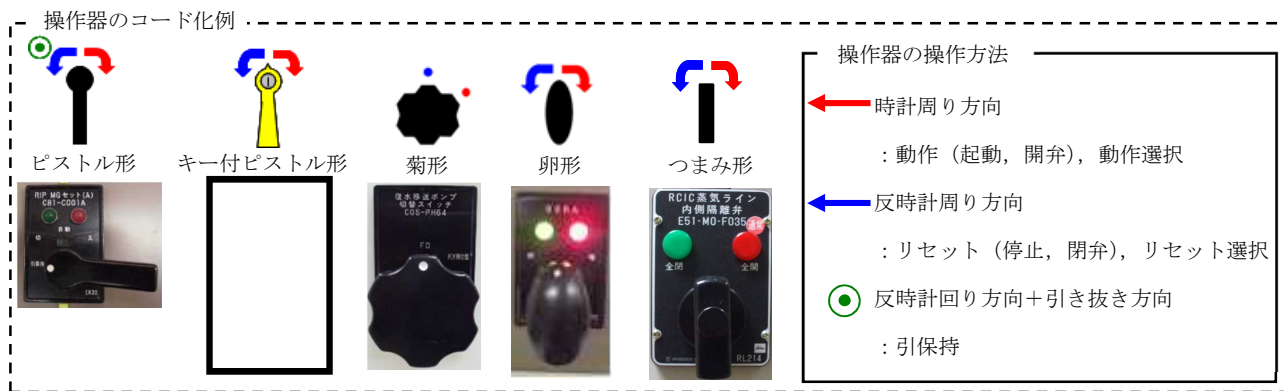 操作器のコード化例
ピストル形
キー付ピストル形
菊形
卵形
つまみ形
RIP MGセット(A)
C81-C001A
自動
切
入
引保持
復水移送ポンプ
切替スイッチ
COS-PH64
FD
RCIC蒸気ライン
内側隔離弁
E51-MO-F035
全閉
全開
RL214
操作器の操作方法
時計周り方向
：動作（起動，開弁），動作選択
反時計周り方向
：リセット（停止，閉弁），リセット選択
反時計回り方向＋引き抜き方向
：引保持